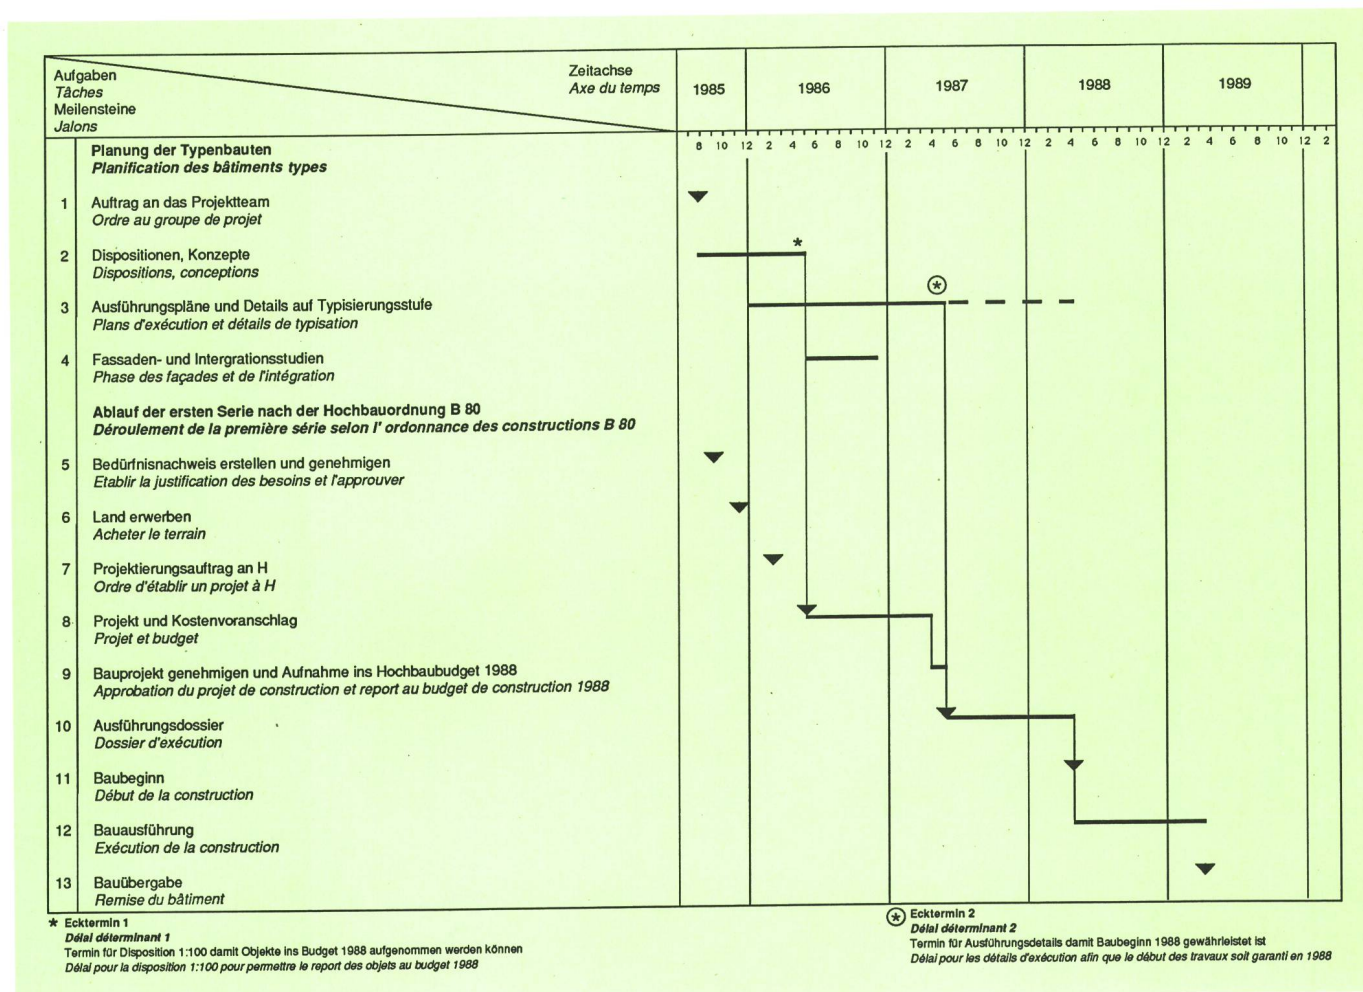 Aufgaben
Tâches
Meilensteine
Jalons
Zeitachse
Axe du temps
1985 1986 1987 1988 1989
8 10 12 2 4 6 8 10 12 2 4 6 8 10 12 2 4 6 8 10 12 2 4 6 8 10 12 2
Planung der Typenbauten
Planification des bâtiments types
1 Auftrag an das Projektteam
Ordre au groupe de projet
2 Dispositionen, Konzepte
Dispositions, conceptions
*
3 Ausführungspläne und Details auf Typisierungsstufe
Plans d'exécution et détails de typisation
*
4 Fassaden- und Intergrationsstudien
Phase des façades et de l'intégration
Ablauf der ersten Serie nach der Hochbauordnung B 80
Déroulement de la première série selon l' ordonnance des constructions B 80
5 Bedürfnisnachweis erstellen und genehmigen
Etablir la justification des besoins et l'approuver
6 Land erwerben
Acheter le terrain
7 Projektierungsauftrag an H
Ordre d'établir un projet à H
8 Projekt und Kostenvoranschlag
Projet et budget
9 Bauprojekt genehmigen und Aufnahme ins Hochbaubudget 1988
Approbation du projet de construction et report au budget de construction 1988
10 Ausführungsdossier
Dossier d'exécution
11 Baubeginn
Début de la construction
12 Bauausführung
Exécution de la construction
13 Bauübergabe
Remise du bâtiment
* Ecktermin 1
Délai déterminant 1
Termin für Disposition 1:100 damit Objekte ins Budget 1988 aufgenommen werden können
Délai pour la disposition 1:100 pour permettre le report des objets au budget 1988
* Ecktermin 2
Délai déterminant 2
Termin für Ausführungsdetails damit Baubeginn 1988 gewährleistet ist
Délai pour les détails d'exécution afin que le début des travaux soit garanti en 1988